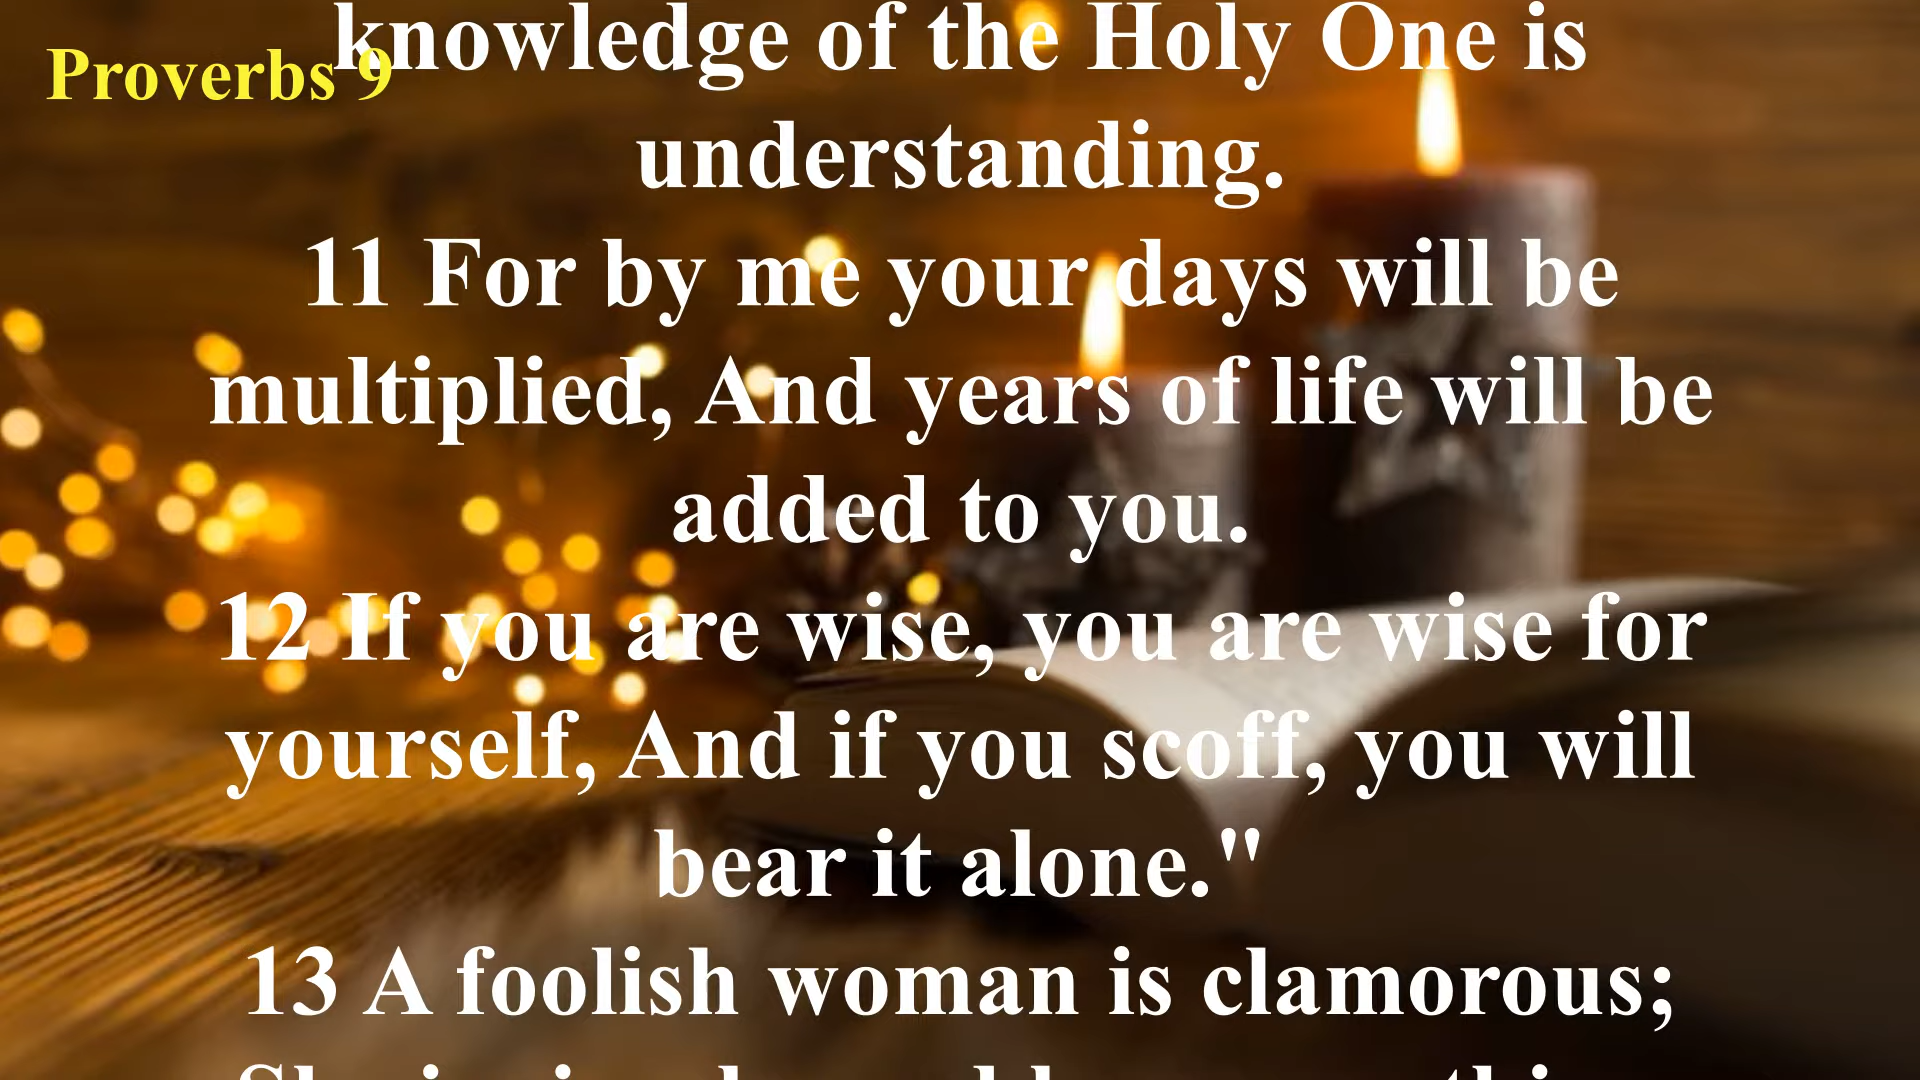 Proverbs 9
knowledge of the Holy One is
understanding.
11 For by me your days will be
multiplied, And years of life will be
added to you.
12 If you are wise, you are wise for
yourself, And if you scoff, you will
bear it alone."
13 A foolish woman is clamorous;